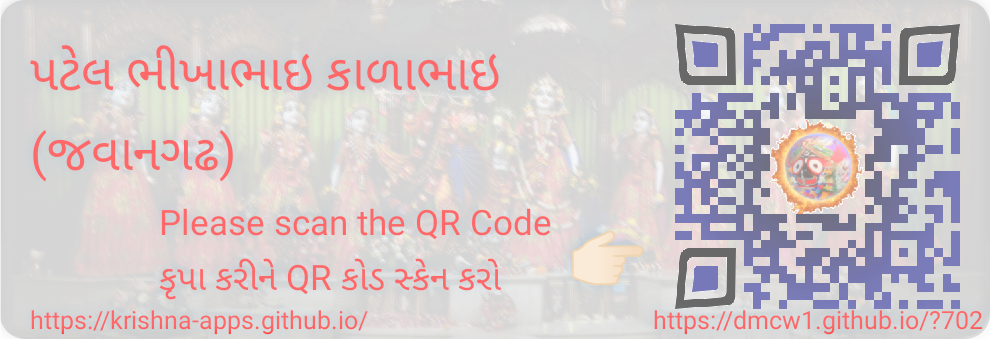 પટેલ ભીખાભાઇ કાળાભાઇ
(જવાનગઢ)
Please scan the QR Code
કૃપા કરીને QR કોડ સ્કેન કરો
https://krishna-apps.github.io/
https://dmcw1.github.io/?702